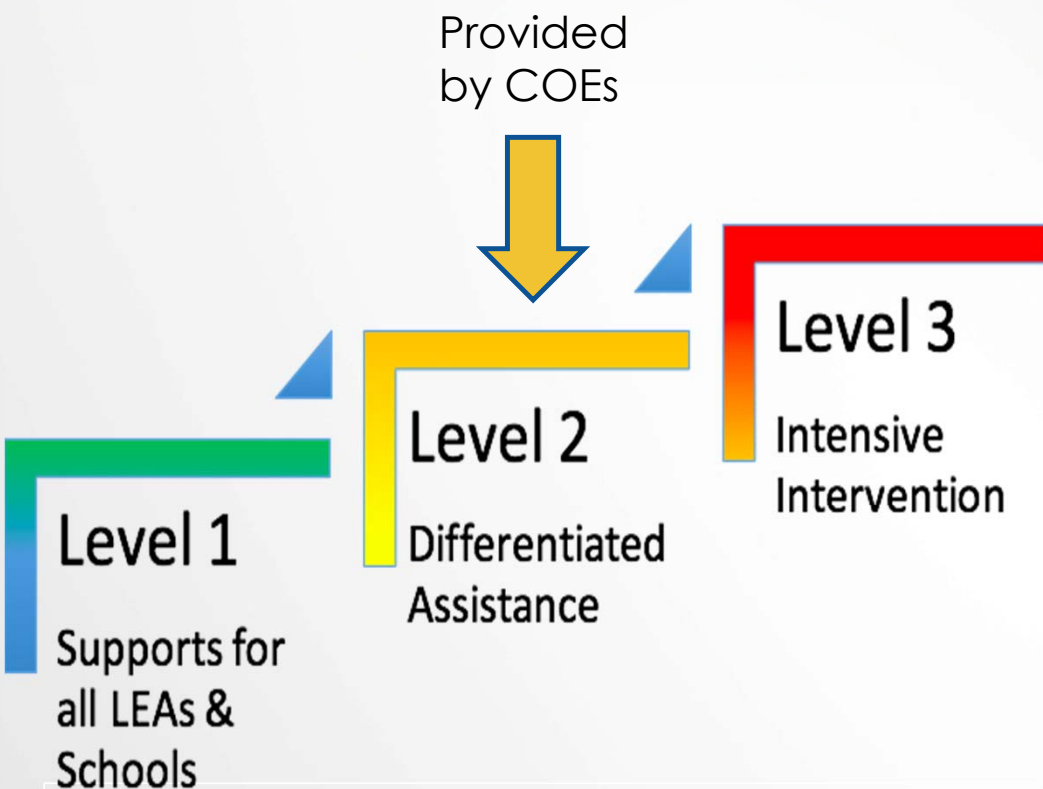 Provided
by COEs
Level 1
Supports for
all LEAs &
Schools
Level 2
Differentiated
Assistance
Level 3
Intensive
Intervention